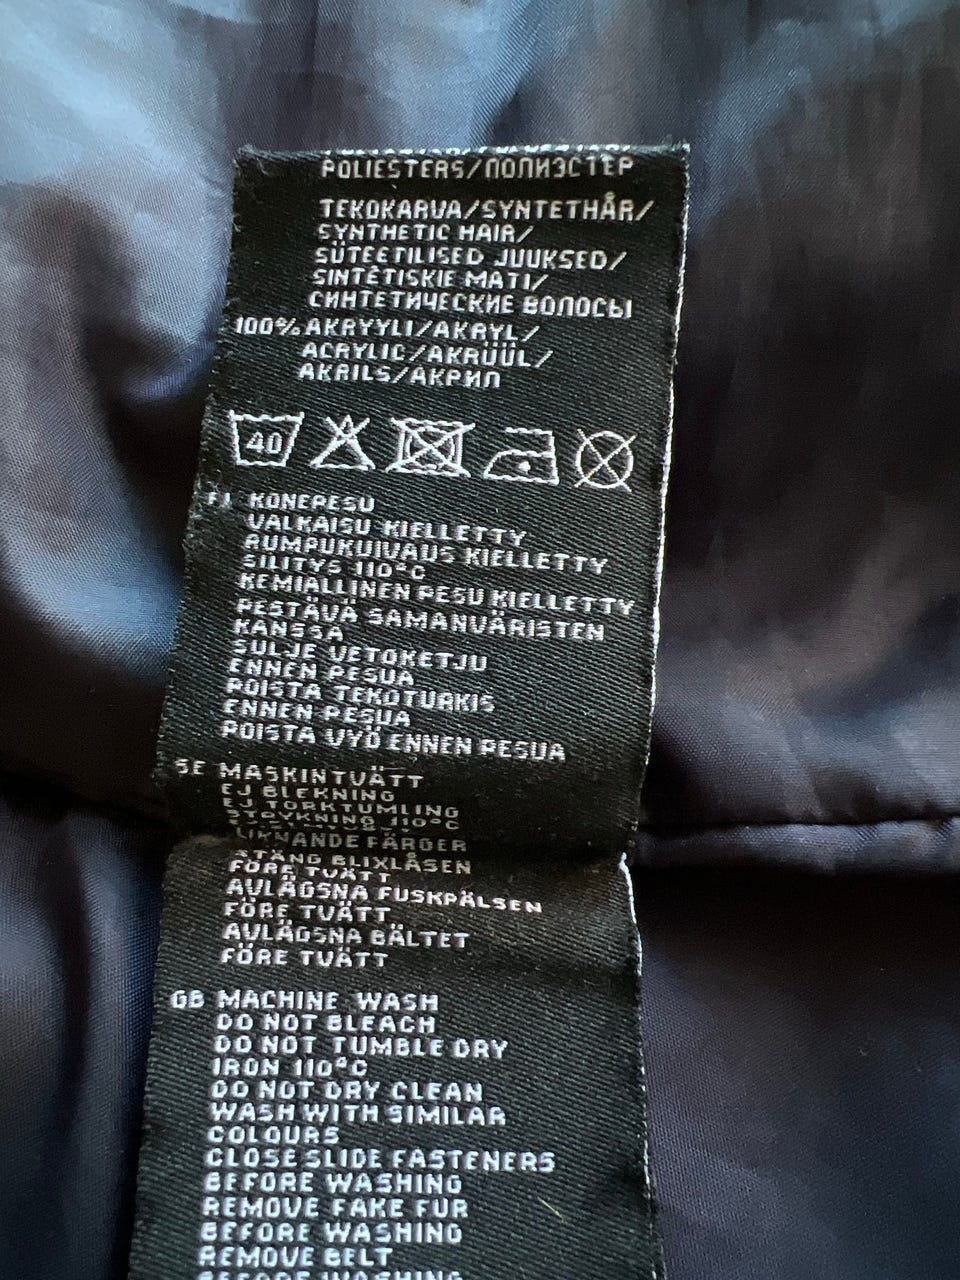 POLIESTERS/ПОЛИЭСТЕР
TEKOKARVA/SYNTETHÅR/
SYNTHETIC HAIR/
SÜTEETILISED JUUKSED/
SINTĒTISKIE MATI/
СИНТЕТИЧЕСКИЕ ВОЛОСЫ
100% AKRYYLI/AKRYL/
ACRYLIC/AKRÜÜL/
AKRILS/АКРИЛ
40
FI KONEPESU
VALKAISU KIELLETTY
RUMPUKUIVAUS KIELLETTY
SILITYS 110°C
KEMIALLINEN PESU KIELLETTY
PESTÄVÄ SAMANVÄRISTEN
KANSSA
SULJE VETOKETJU
ENNEN PESUA
POISTA TEKOTURKIS
ENNEN PESUA
POISTA VYÖ ENNEN PESUA
SE MASKINTVÄTT
EJ BLEKNING
EJ TORKTUMLING
STRYKNING 110°C
LIKNANDE FÄRGER
STÄNG BLIXLÅSEN
FÖRE TVÄTT
AVLÄGSNA FUSKPÄLSEN
FÖRE TVÄTT
AVLÄGSNA BÄLTET
FÖRE TVÄTT
GB MACHINE WASH
DO NOT BLEACH
DO NOT TUMBLE DRY
IRON 110°C
DO NOT DRY CLEAN
WASH WITH SIMILAR
COLOURS
CLOSE SLIDE FASTENERS
BEFORE WASHING
REMOVE FAKE FUR
BEFORE WASHING
REMOVE BELT
BEFORE WASHING